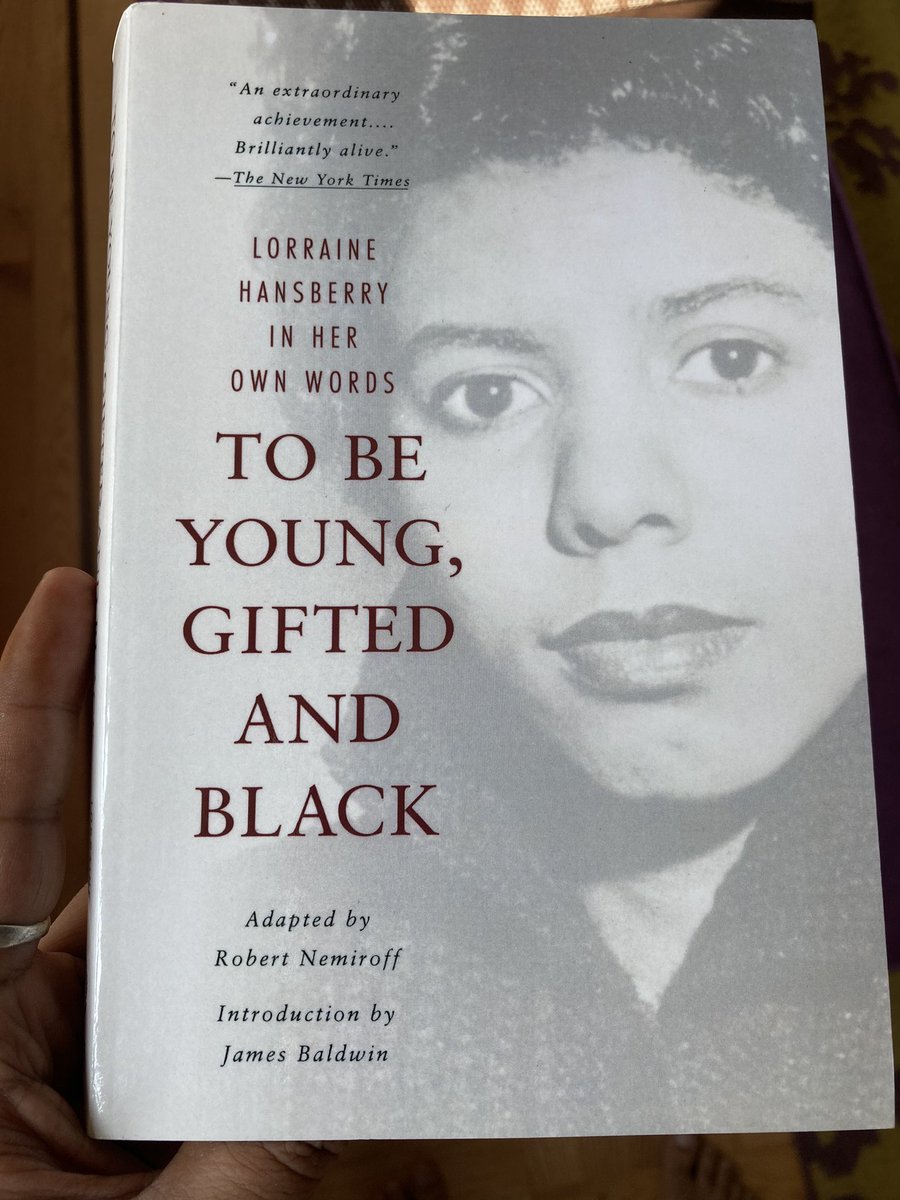 “An extraordinary
achievement....
Brilliantly alive.”
—The New York Times
LORRAINE
HANSBERRY
IN HER
OWN WORDS
TO BE
YOUNG,
GIFTED
AND
BLACK
Adapted by
Robert Nemiroff
Introduction by
James Baldwin